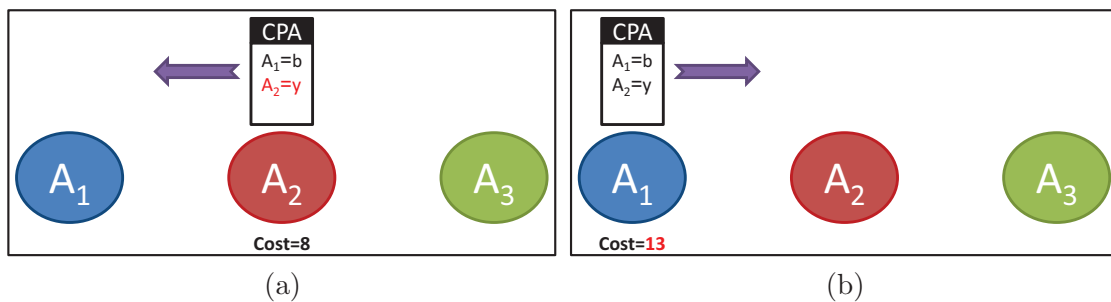 CPA
A₁=b
A₂=y
A₁ A₂ A₃
Cost=8
(a)
CPA
A₁=b
A₂=y
A₁ A₂ A₃
Cost=13
(b)